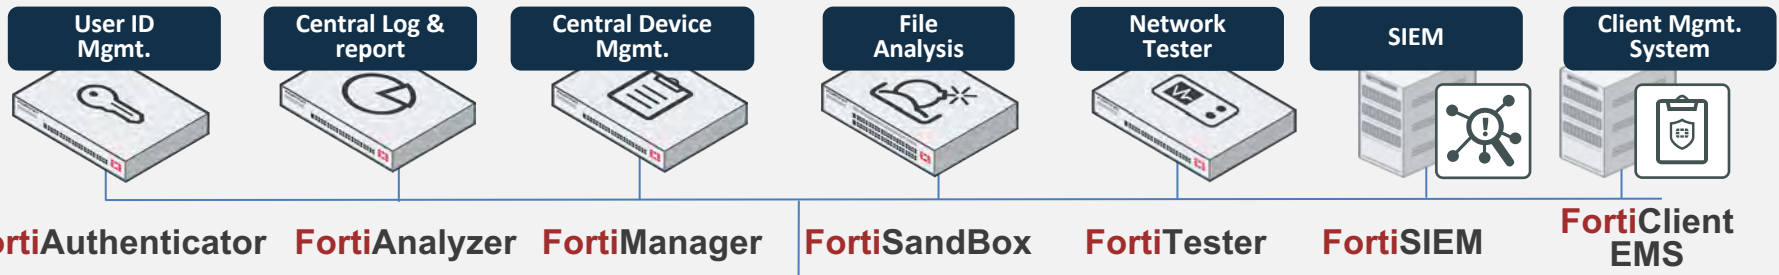 User ID
Mgmt.
Central Log &
report
Central Device
Mgmt.
File
Analysis
Network
Tester
SIEM
Client Mgmt.
System
ortiAuthenticator
FortiAnalyzer
FortiManager
FortiSandBox
FortiTester
FortiSIEM
FortiClient
EMS